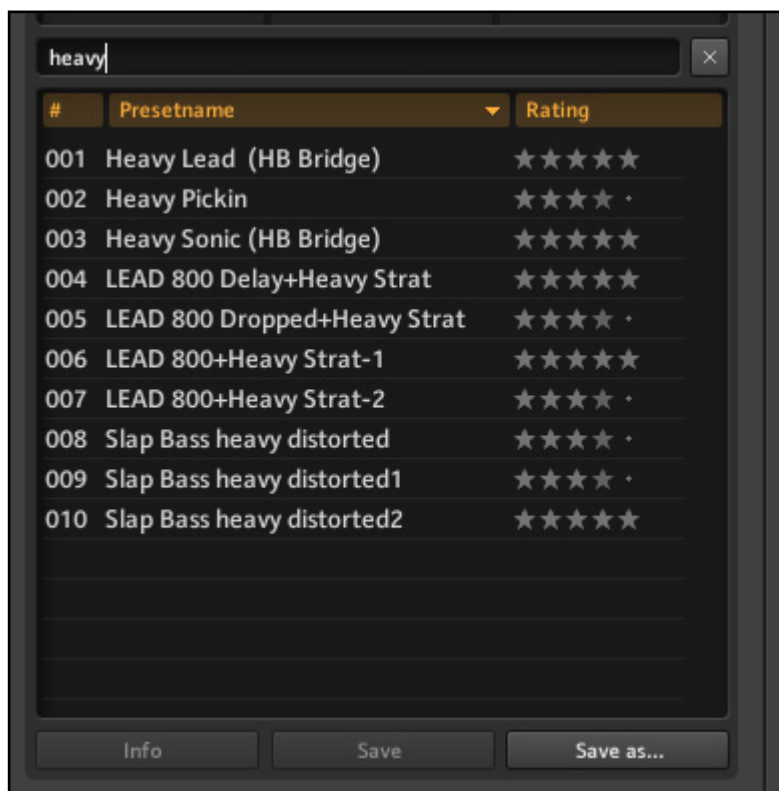 heavy
# Presetname Rating
001 Heavy Lead (HB Bridge)
002 Heavy Pickin
003 Heavy Sonic (HB Bridge)
004 LEAD 800 Delay+Heavy Strat
005 LEAD 800 Dropped+Heavy Strat
006 LEAD 800+Heavy Strat-1
007 LEAD 800+Heavy Strat-2
008 Slap Bass heavy distorted
009 Slap Bass heavy distorted1
010 Slap Bass heavy distorted2
Info Save Save as...